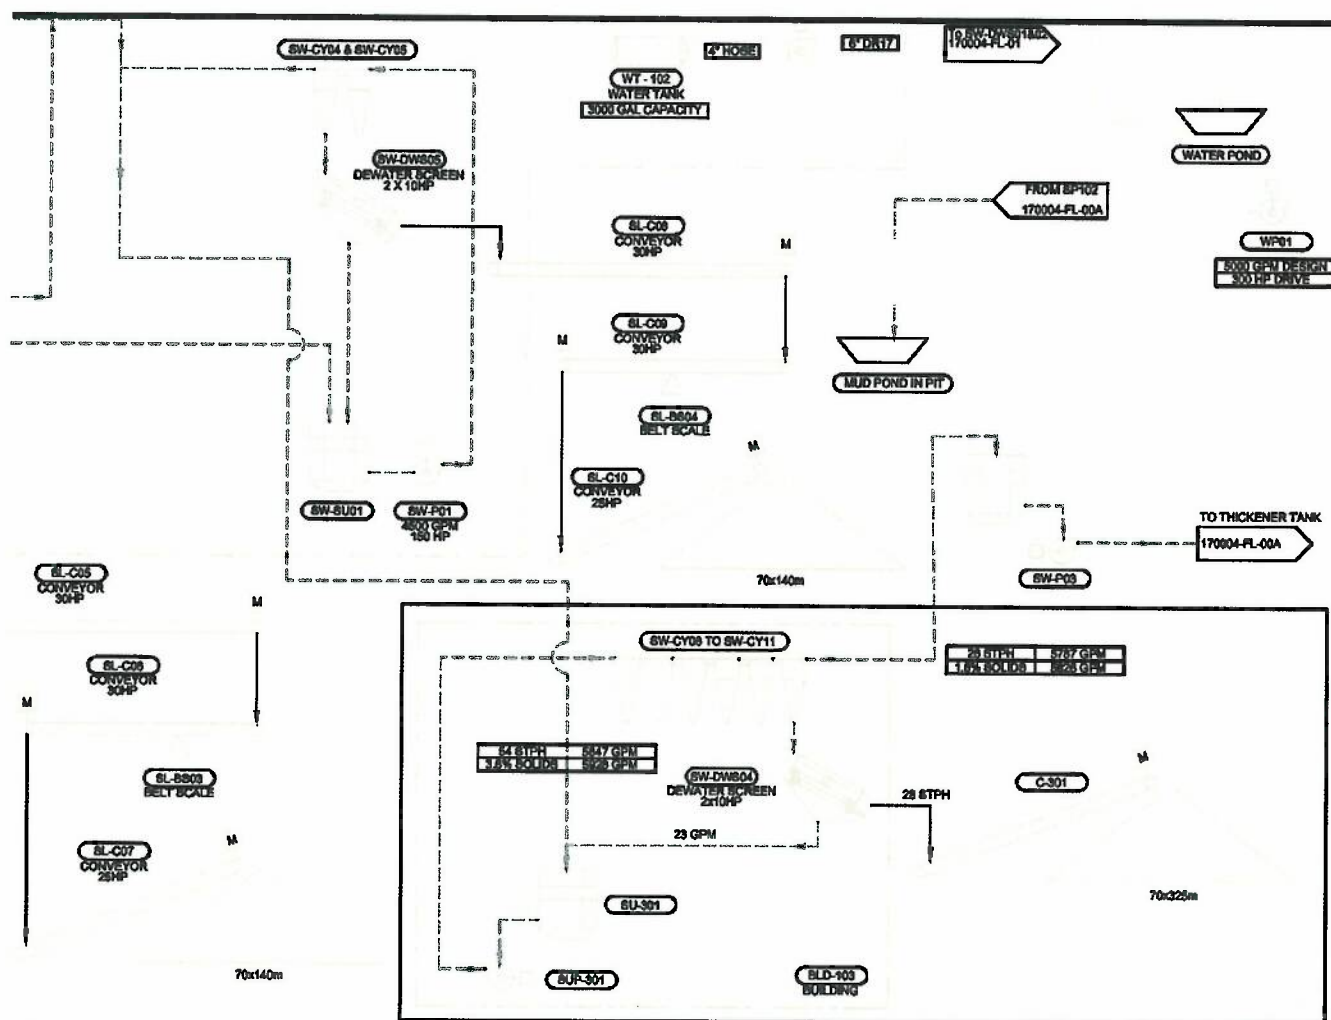 SW-CY04 & SW-CY05
4" HOSE
6" DR17
To SW-DWS01&02
170004-FL-01
WT - 102
WATER TANK
3000 GAL CAPACITY
WATER POND
SW-DWS05
DEWATER SCREEN
2 X 10HP
FROM SP102
170004-FL-00A
SL-C08
CONVEYOR
30HP
M
WP01
5000 GPM DESIGN
300 HP DRIVE
SL-C09
CONVEYOR
30HP
M
MUD POND IN PIT
SL-BS04
BELT SCALE
M
SL-C10
CONVEYOR
25HP
SW-SU01
SW-P01
4500 GPM
150 HP
TO THICKENER TANK
170004-FL-00A
SL-C05
CONVEYOR
30HP
70x140m
SW-P03
M
SW-CY08 TO SW-CY11
26 STPH 5787 GPM
1.8% SOLIDS
SL-C06
CONVEYOR
30HP
M
54 STPH 5847 GPM
3.6% SOLIDS 5928 GPM
SL-BS03
BELT SCALE
SW-DWS04
DEWATER SCREEN
2x10HP
M
C-301
28 STPH
23 GPM
M
SL-C07
CONVEYOR
25HP
70x325m
SU-301
70x140m
SUP-301
BLD-103
BUILDING